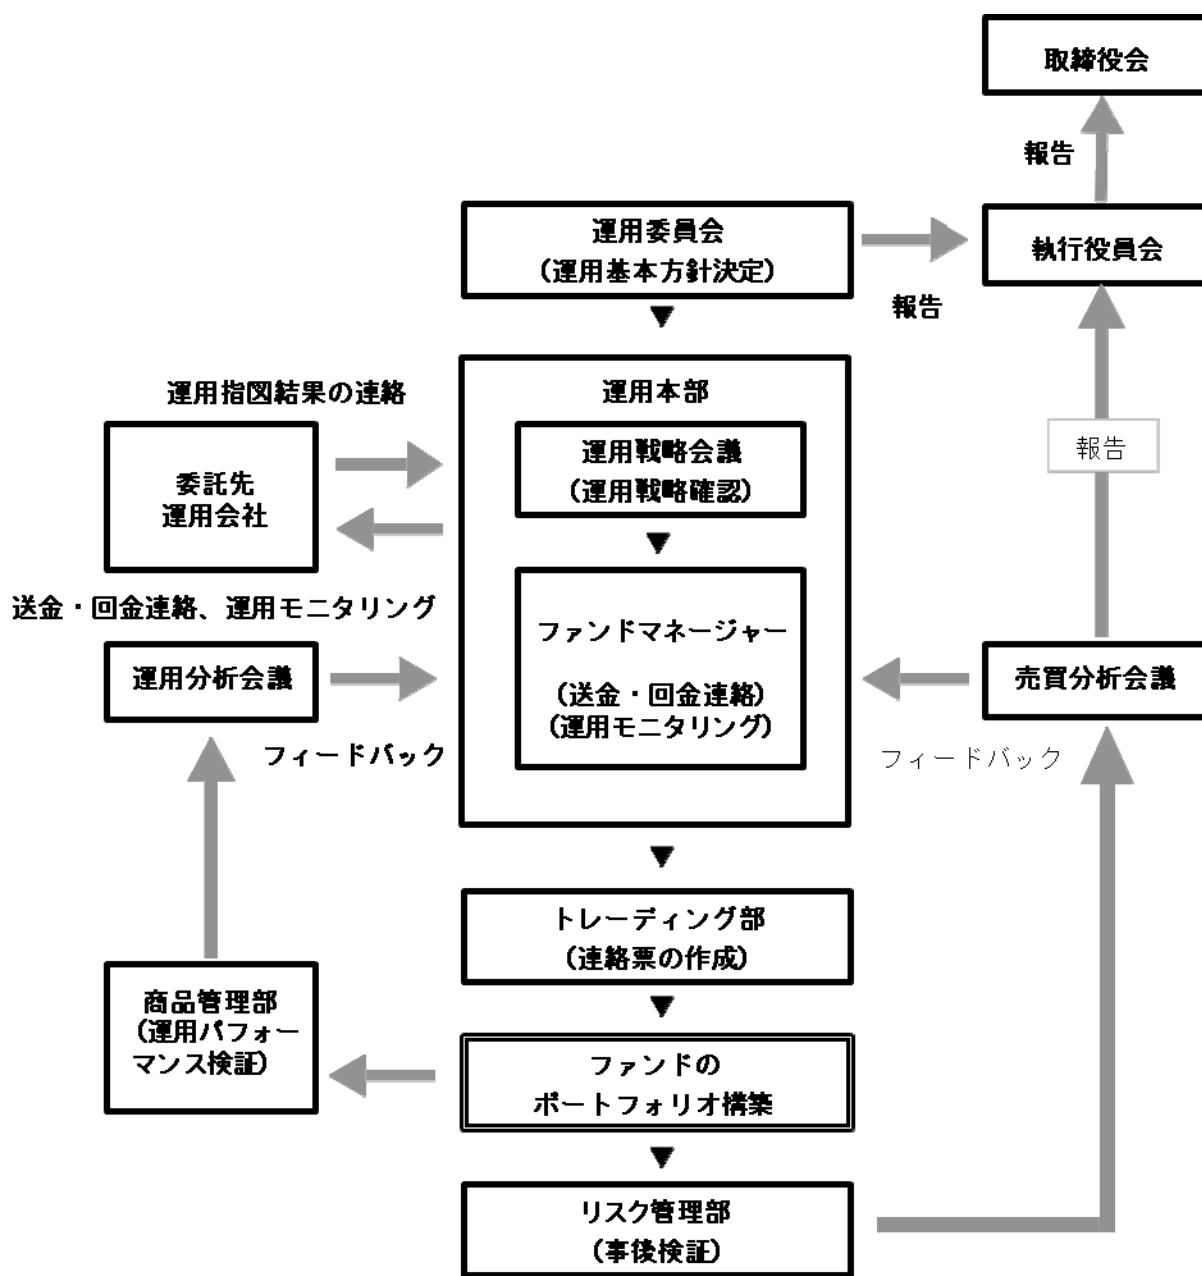 取締役会
報告
運用委員会
(運用基本方針決定)
執行役員会
報告
運用指図結果の連絡
運用本部
委託先
運用会社
運用戦略会議
(運用戦略確認)
報告
送金・回金連絡、運用モニタリング
ファンドマネージャー
(送金・回金連絡)
(運用モニタリング)
運用分析会議
売買分析会議
フィードバック
フィードバック
トレーディング部
(連絡票の作成)
商品管理部
(運用パフォー
マンス検証)
ファンドの
ポートフォリオ構築
リスク管理部
(事後検証)